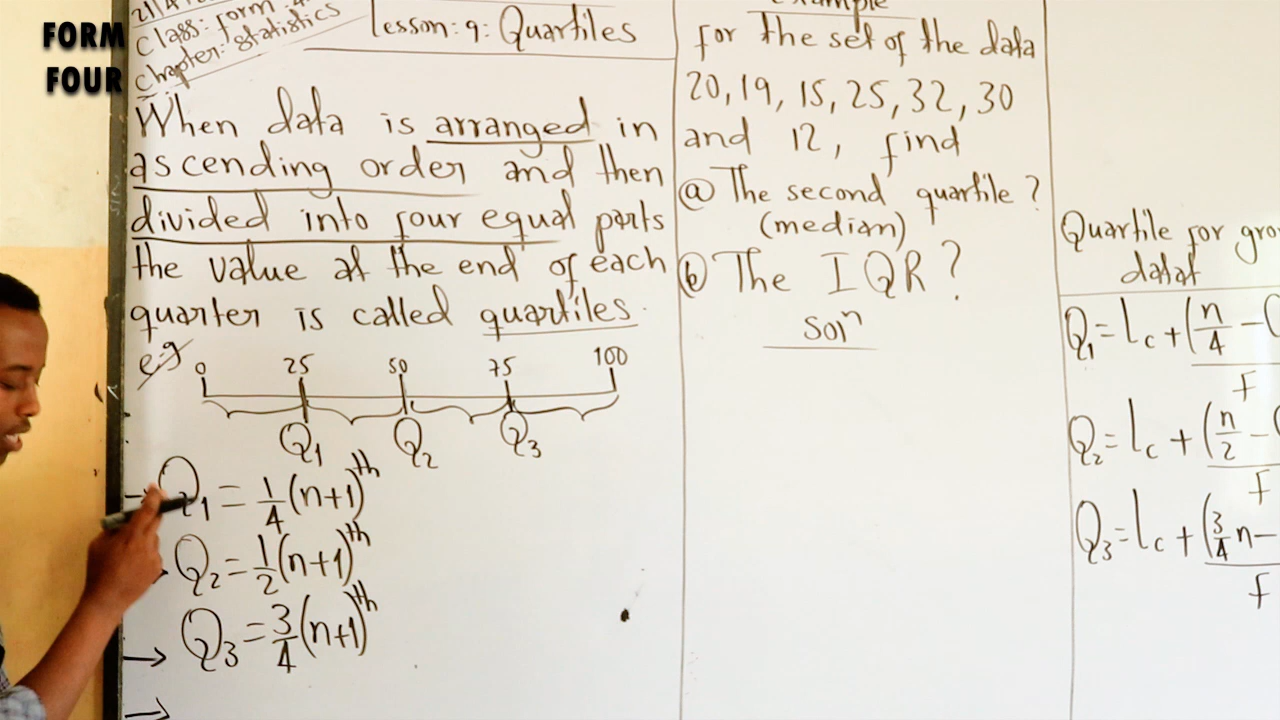 FORM
FOUR
class: form
chapter: statistics
Lesson: 9: Quartiles
When data is arranged in
ascending order and then
divided into four equal parts
the value at the end of each
quarter is called quartiles.
e.g
0 25 50 75 100
Q₁ Q₂ Q₃
→ Q₁ = 1/4 (n+1)^th
Q₂ = 1/2 (n+1)^th
→ Q₃ = 3/4 (n+1)^th
→
Example
for the set of the data
20, 19, 15, 25, 32, 30
and 12, find
(a) The second quartile?
(median)
(b) The IQR?
Solⁿ
Quartile for
datat
Q₁ = Lc + (n/4 −
F
Q₂ = Lc + (n/2 −
F
Q₃ = Lc + (3/4 n −
F